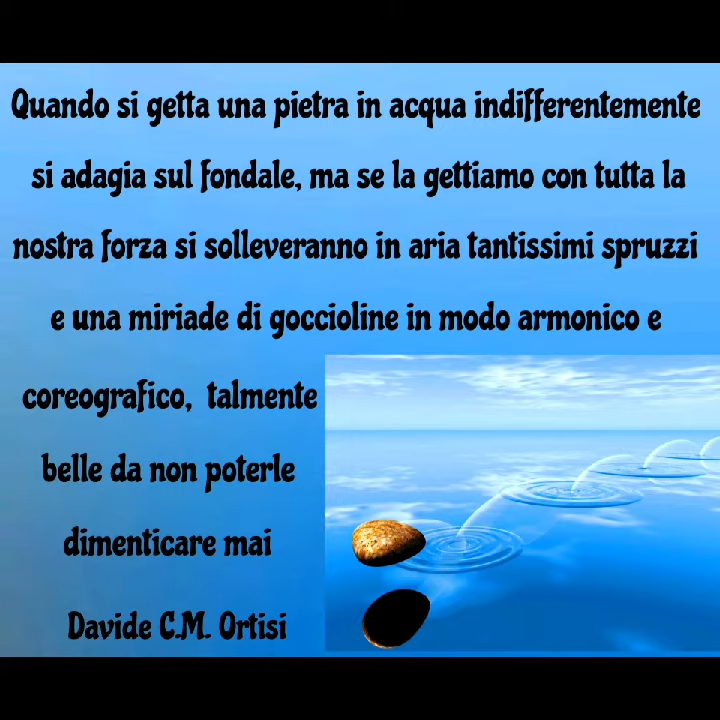 Quando si getta una pietra in acqua indifferentemente
si adagia sul fondale, ma se la gettiamo con tutta la
nostra forza si solleveranno in aria tantissimi spruzzi
e una miriade di goccioline in modo armonico e
coreografico, talmente
belle da non poterle
dimenticare mai
Davide C.M. Ortisi